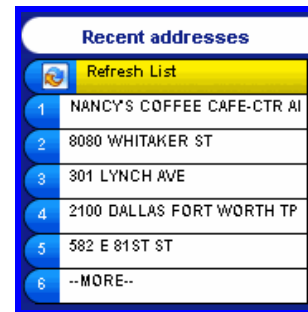 Recent addresses
Refresh List
1 NANCY'S COFFEE CAFE-CTR AI
2 8080 WHITAKER ST
3 301 LYNCH AVE
4 2100 DALLAS FORT WORTH TP
5 582 E 81ST ST
6 --MORE--